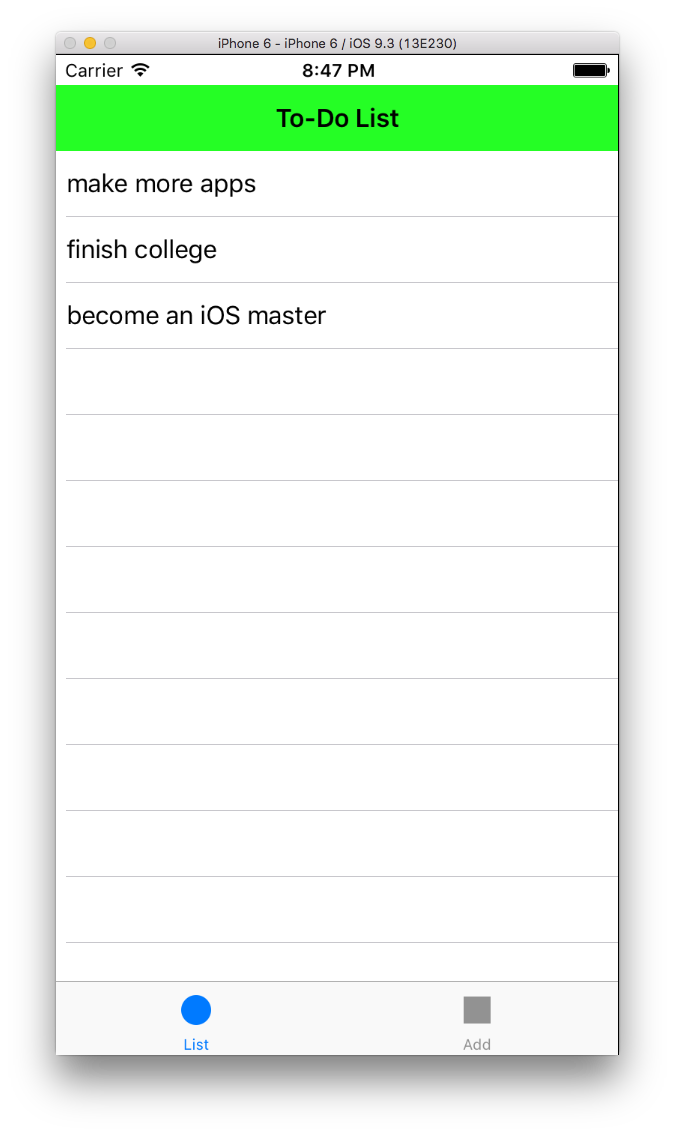 iPhone 6 - iPhone 6 / iOS 9.3 (13E230)
Carrier 8:47 PM
To-Do List
make more apps
finish college
become an iOS master
List Add